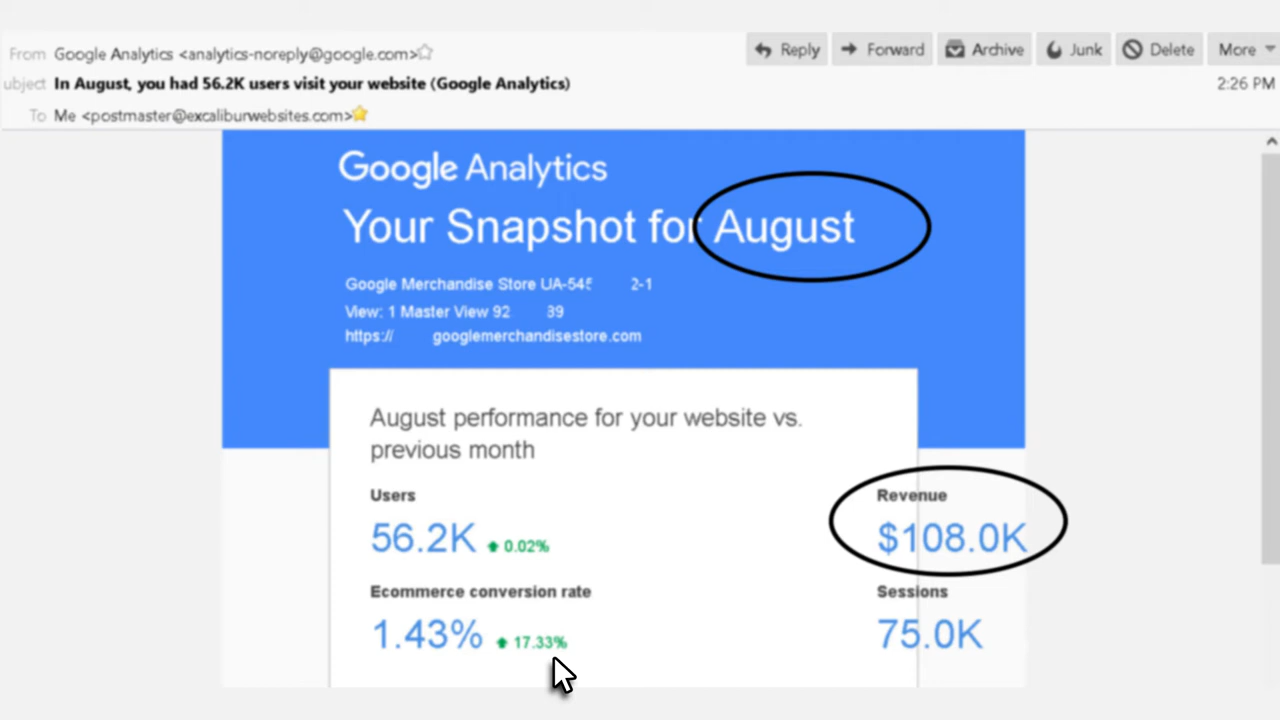 From Google Analytics <analytics-noreply@google.com>
Reply Forward Archive Junk Delete More
ubject In August, you had 56.2K users visit your website (Google Analytics)
2:26 PM
To Me <postmaster@excaliburwebsites.com>
Google Analytics
Your Snapshot for August
Google Merchandise Store UA-545 2-1
View: 1 Master View 92 39
https:// googlemerchandisestore.com
August performance for your website vs.
previous month
Users Revenue
56.2K 0.02% $108.0K
Ecommerce conversion rate Sessions
1.43% 17.33% 75.0K